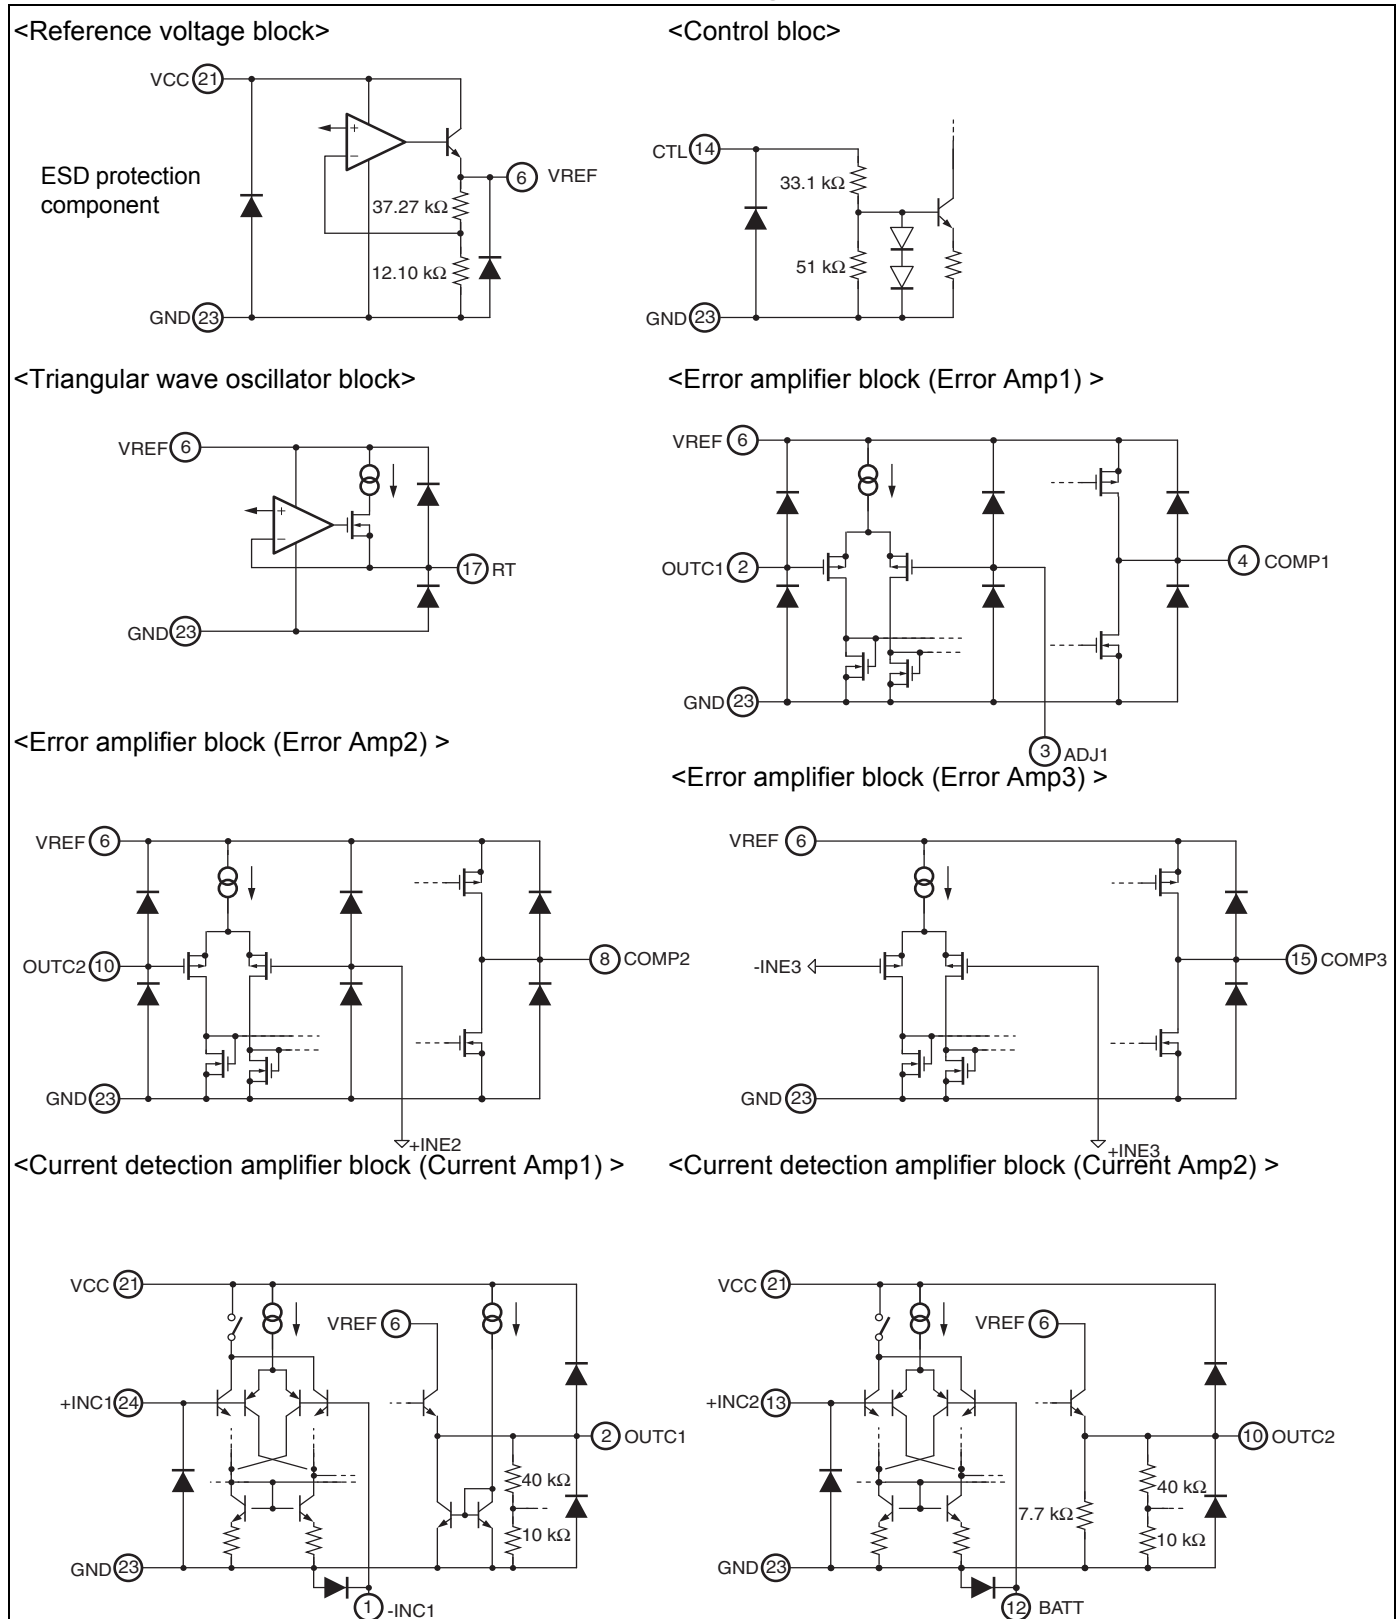 <Reference voltage block>
VCC 21
+
-
ESD protection
component
6 VREF
37.27 kΩ
12.10 kΩ
GND 23
<Control bloc>
CTL 14
33.1 kΩ
51 kΩ
GND 23
<Triangular wave oscillator block>
VREF 6
+
-
17 RT
GND 23
<Error amplifier block (Error Amp1) >
VREF 6
OUTC1 2
4 COMP1
GND 23
3 ADJ1
<Error amplifier block (Error Amp2) >
VREF 6
OUTC2 10
8 COMP2
GND 23
+INE2
<Error amplifier block (Error Amp3) >
VREF 6
-INE3
15 COMP3
GND 23
+INE3
<Current detection amplifier block (Current Amp1) >
VCC 21
VREF 6
+INC1 24
2 OUTC1
40 kΩ
10 kΩ
GND 23
1 -INC1
<Current detection amplifier block (Current Amp2) >
VCC 21
VREF 6
+INC2 13
10 OUTC2
40 kΩ
7.7 kΩ
10 kΩ
GND 23
12 BATT